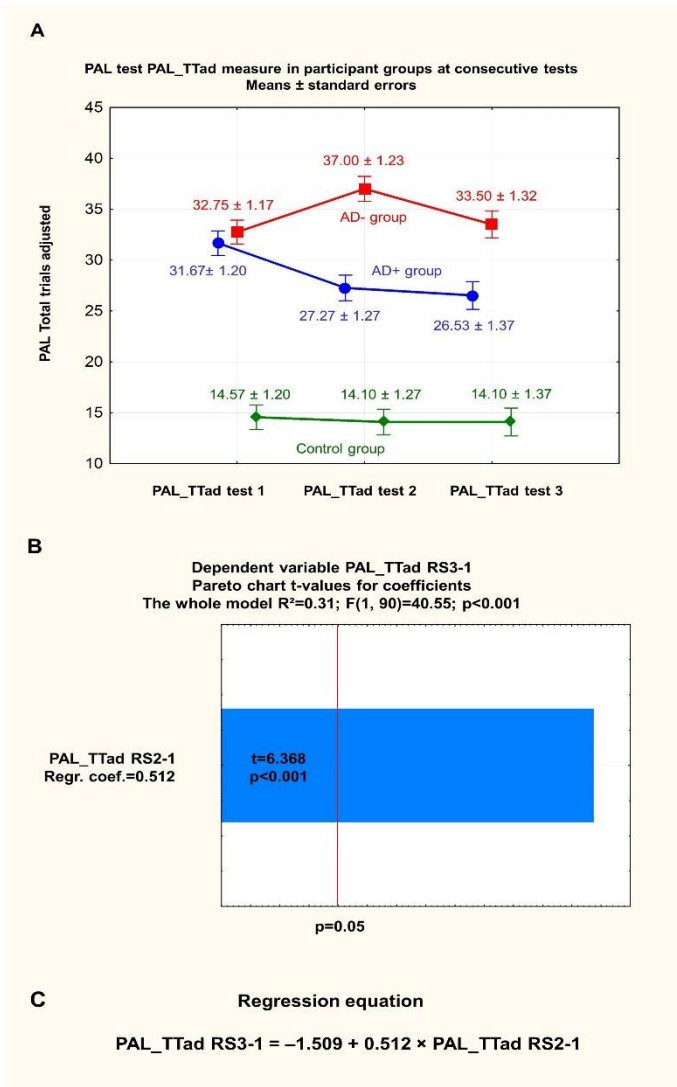 A
PAL test PAL_TTad measure in participant groups at consecutive tests
Means ± standard errors
45
40
35
30
25
20
15
10
PAL Total trials adjusted
37.00 ± 1.23
32.75 ± 1.17
33.50 ± 1.32
AD- group
31.67± 1.20
AD+ group
27.27 ± 1.27
26.53 ± 1.37
14.57 ± 1.20
14.10 ± 1.27
14.10 ± 1.37
Control group
PAL_TTad test 1
PAL_TTad test 2
PAL_TTad test 3
B
Dependent variable PAL_TTad RS3-1
Pareto chart t-values for coefficients
The whole model R²=0.31; F(1, 90)=40.55; p<0.001
PAL_TTad RS2-1
Regr. coef.=0.512
t=6.368
p<0.001
p=0.05
C
Regression equation
PAL_TTad RS3-1 = –1.509 + 0.512 × PAL_TTad RS2-1